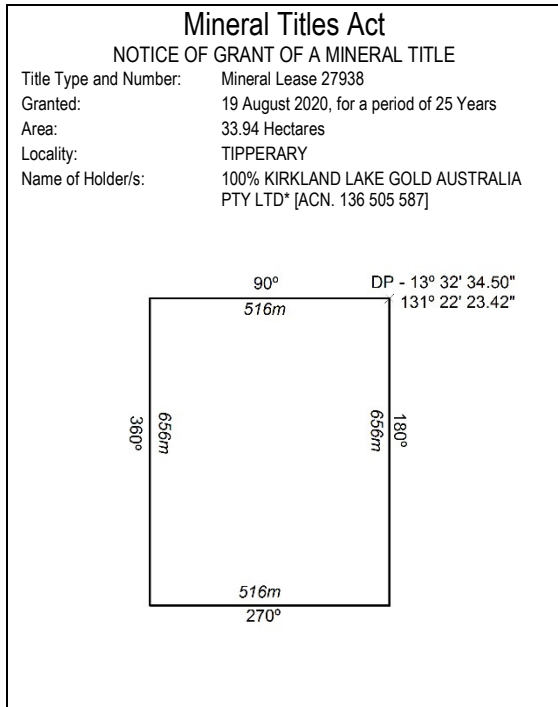 Mineral Titles Act
NOTICE OF GRANT OF A MINERAL TITLE
Title Type and Number: Mineral Lease 27938
Granted: 19 August 2020, for a period of 25 Years
Area: 33.94 Hectares
Locality: TIPPERARY
Name of Holder/s: 100% KIRKLAND LAKE GOLD AUSTRALIA
PTY LTD* [ACN. 136 505 587]
90º DP - 13º 32' 34.50"
516m 131º 22' 23.42"
360º 656m 656m 180º
516m
270º